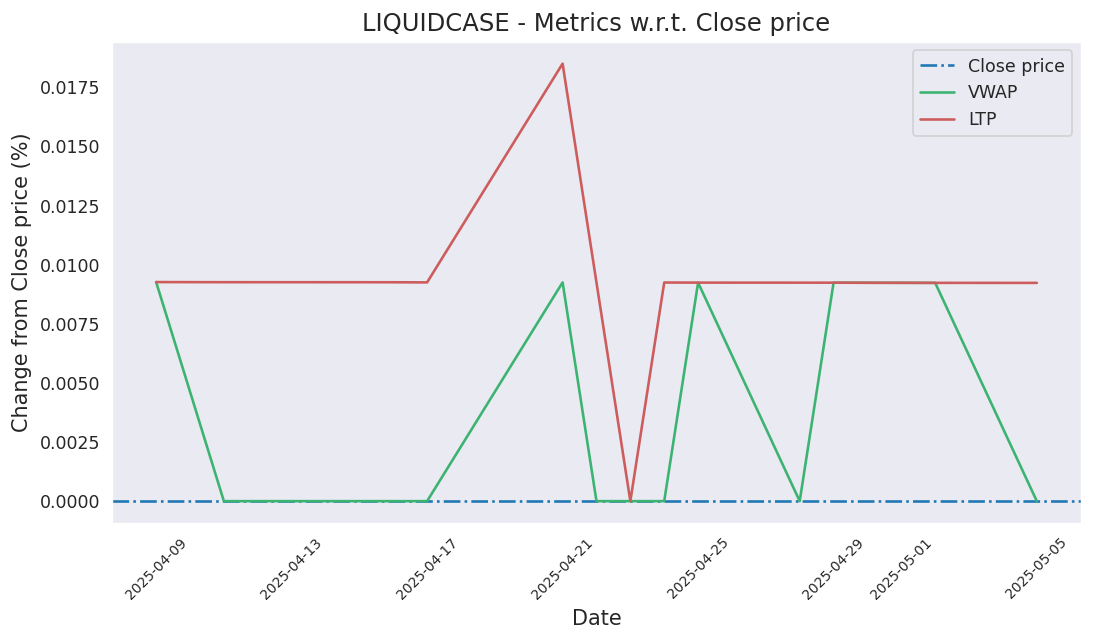 LIQUIDCASE - Metrics w.r.t. Close price
Close price
VWAP
LTP
Change from Close price (%)
0.0175
0.0150
0.0125
0.0100
0.0075
0.0050
0.0025
0.0000
2025-04-09
2025-04-13
2025-04-17
2025-04-21
2025-04-25
2025-04-29
2025-05-01
2025-05-05
Date